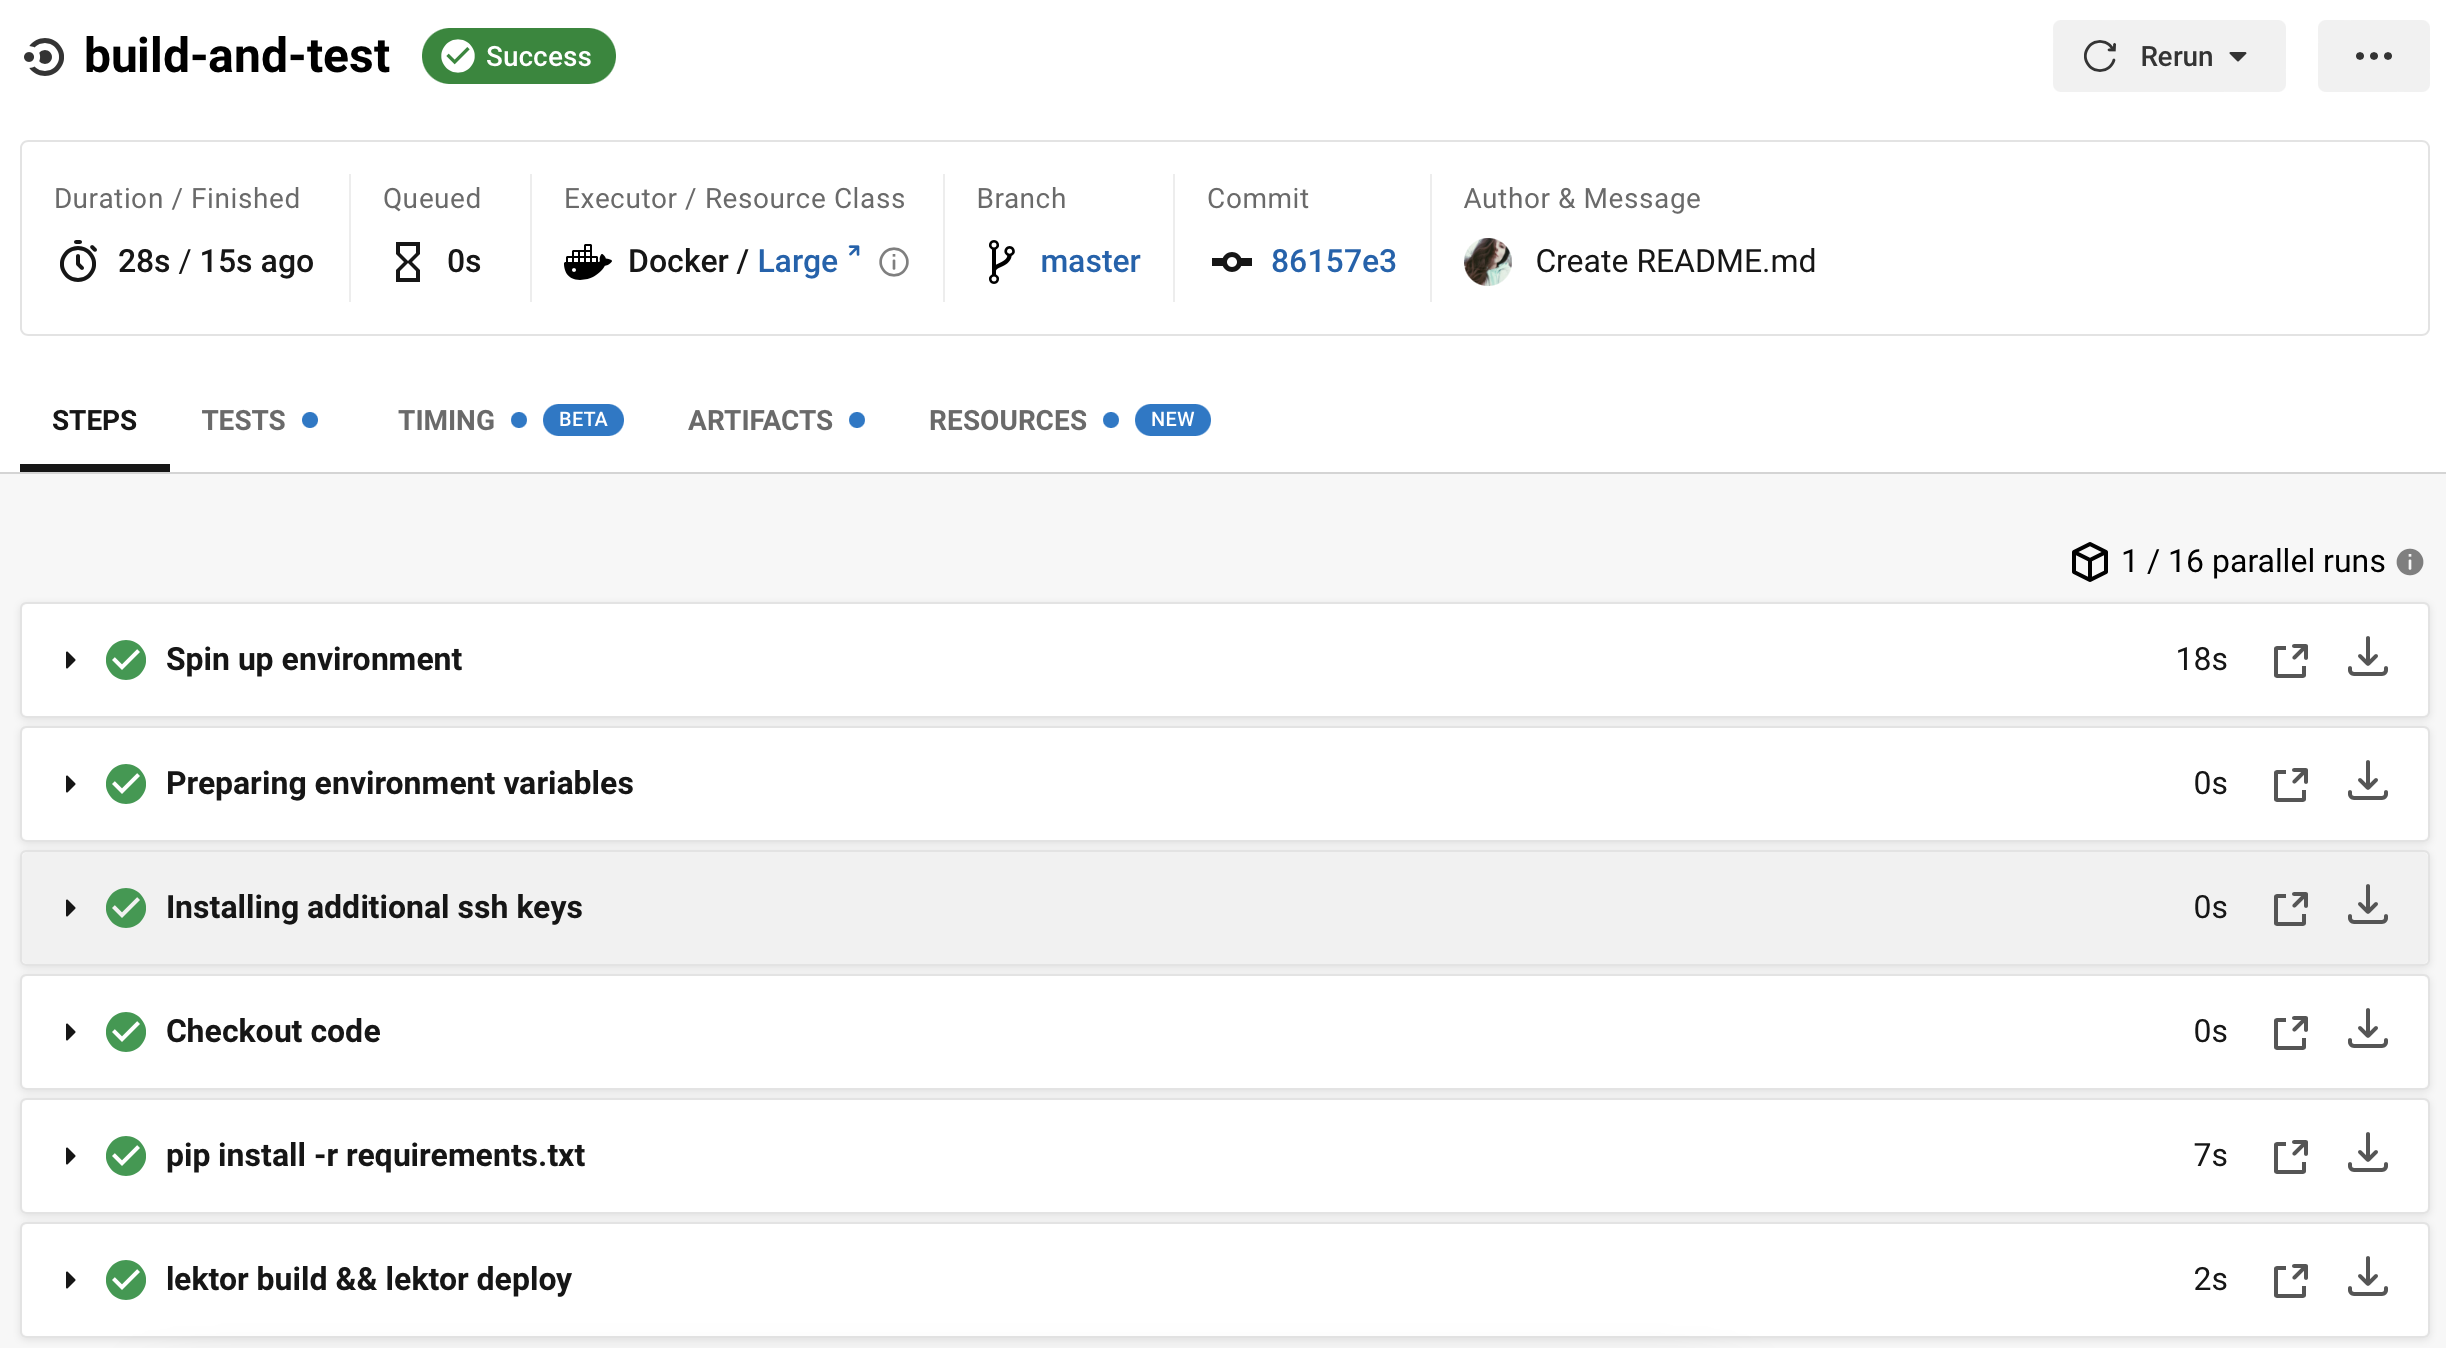 build-and-test Success Rerun
Duration / Finished Queued Executor / Resource Class Branch Commit Author & Message
28s / 15s ago 0s Docker / Large master 86157e3 Create README.md
STEPS TESTS TIMING BETA ARTIFACTS RESOURCES NEW
1 / 16 parallel runs
Spin up environment 18s
Preparing environment variables 0s
Installing additional ssh keys 0s
Checkout code 0s
pip install -r requirements.txt 7s
lektor build && lektor deploy 2s